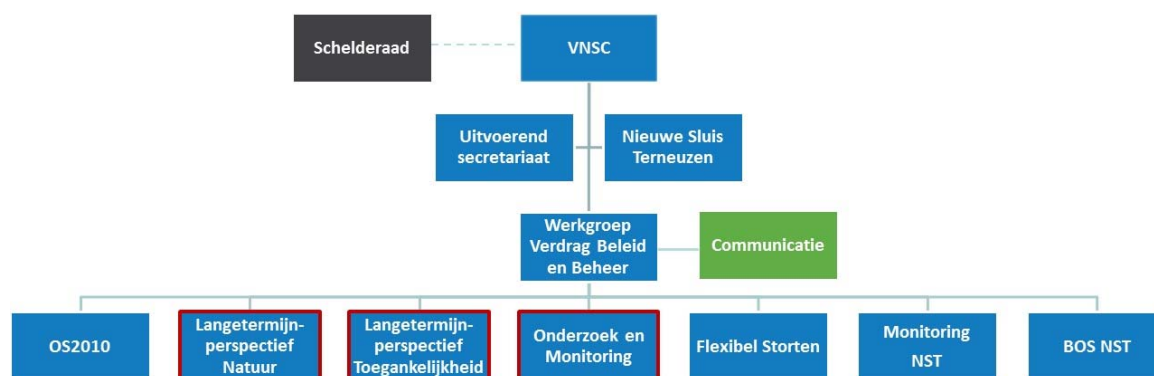 Schelderaad
VNSC
Uitvoerend
secretariaat
Nieuwe Sluis
Terneuzen
Werkgroep
Verdrag Beleid
en Beheer
Communicatie
OS2010
Langetermijn-
perspectief
Natuur
Langetermijn-
perspectief
Toegankelijkheid
Onderzoek en
Monitoring
Flexibel Storten
Monitoring
NST
BOS NST